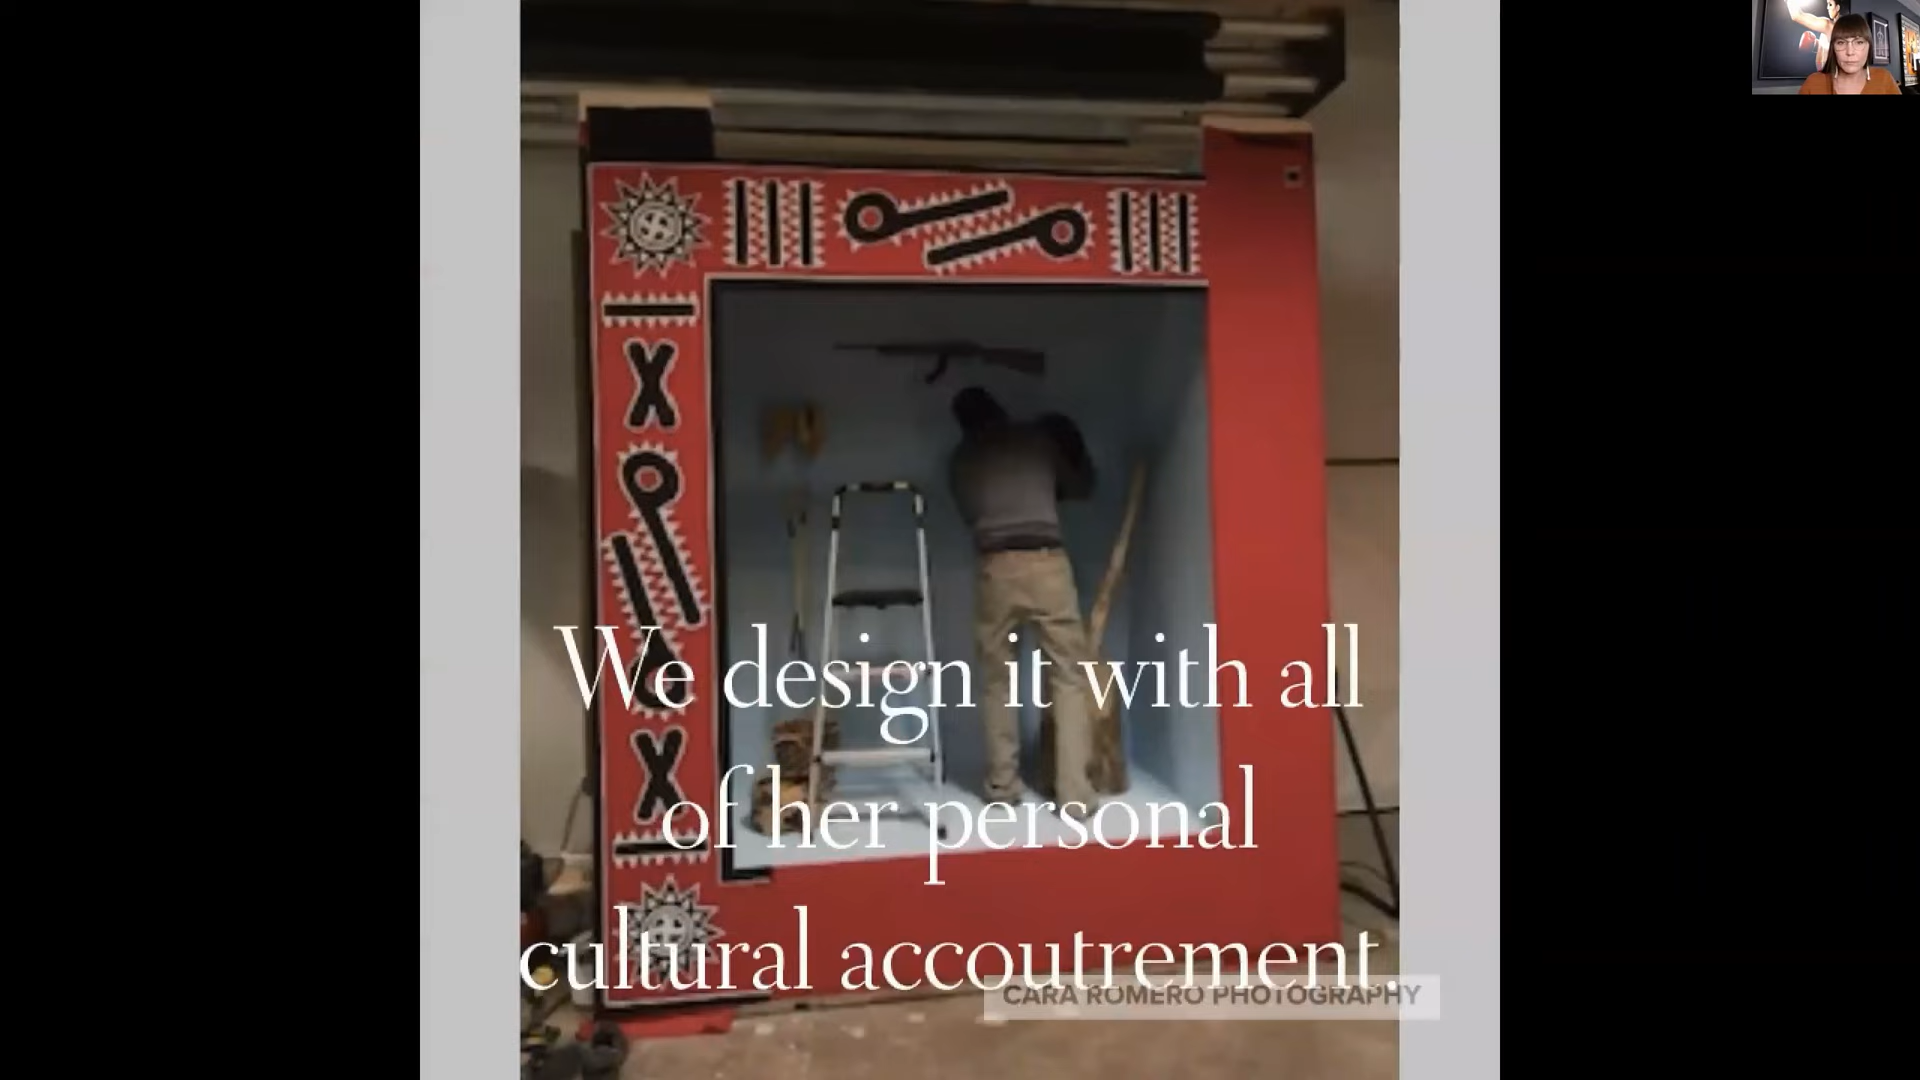 We design it with all
of her personal
cultural accoutrement.
CARA ROMERO PHOTOGRAPHY